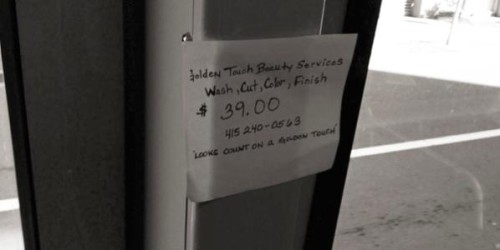 Golden Touch Beauty Services
Wash, Cut, Color, Finish
$ 39.00
415 240-0563
"LOOKS COUNT ON A GOLDEN TOUCH"